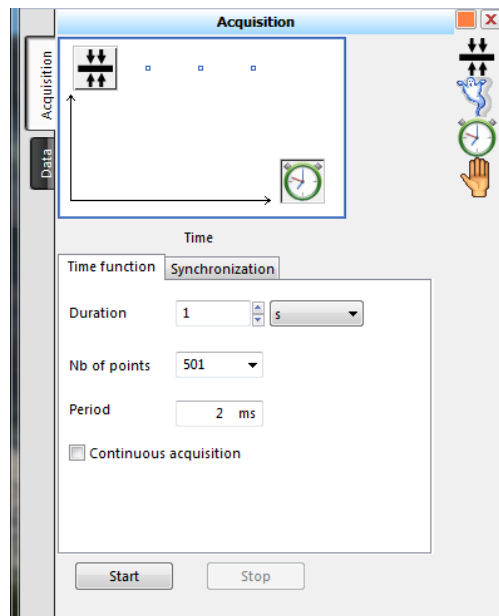 Acquisition
Acquisition
Data
Time
Time function
Synchronization
Duration
1
s
Nb of points
501
Period
2 ms
Continuous acquisition
Start
Stop